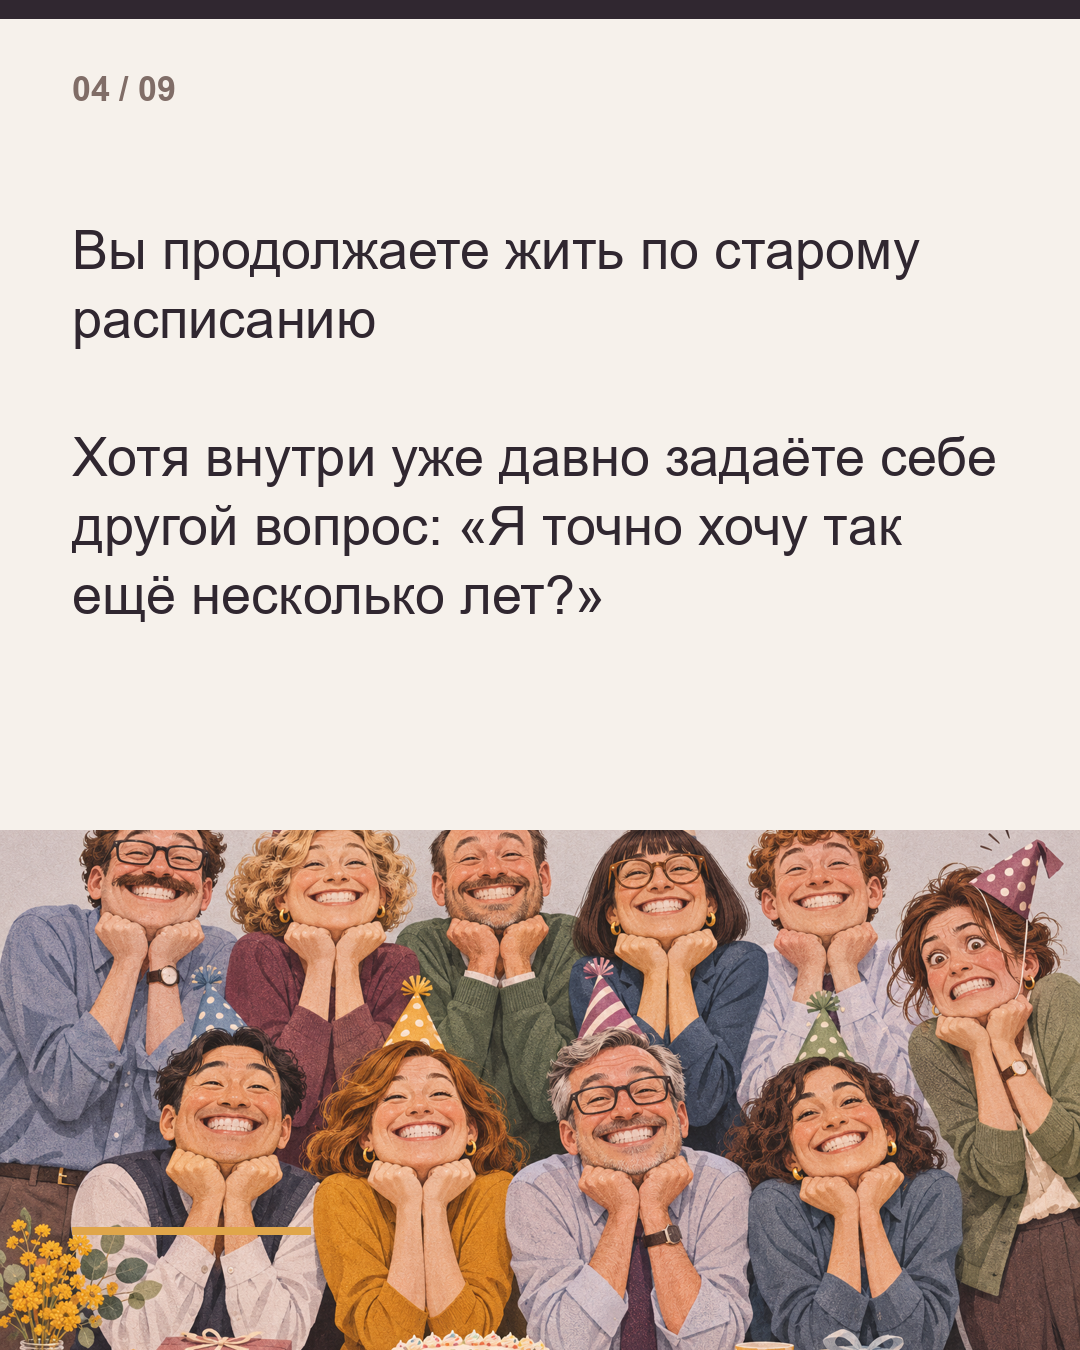 04 / 09
Вы продолжаете жить по старому
расписанию
Хотя внутри уже давно задаёте себе
другой вопрос: «Я точно хочу так
ещё несколько лет?»